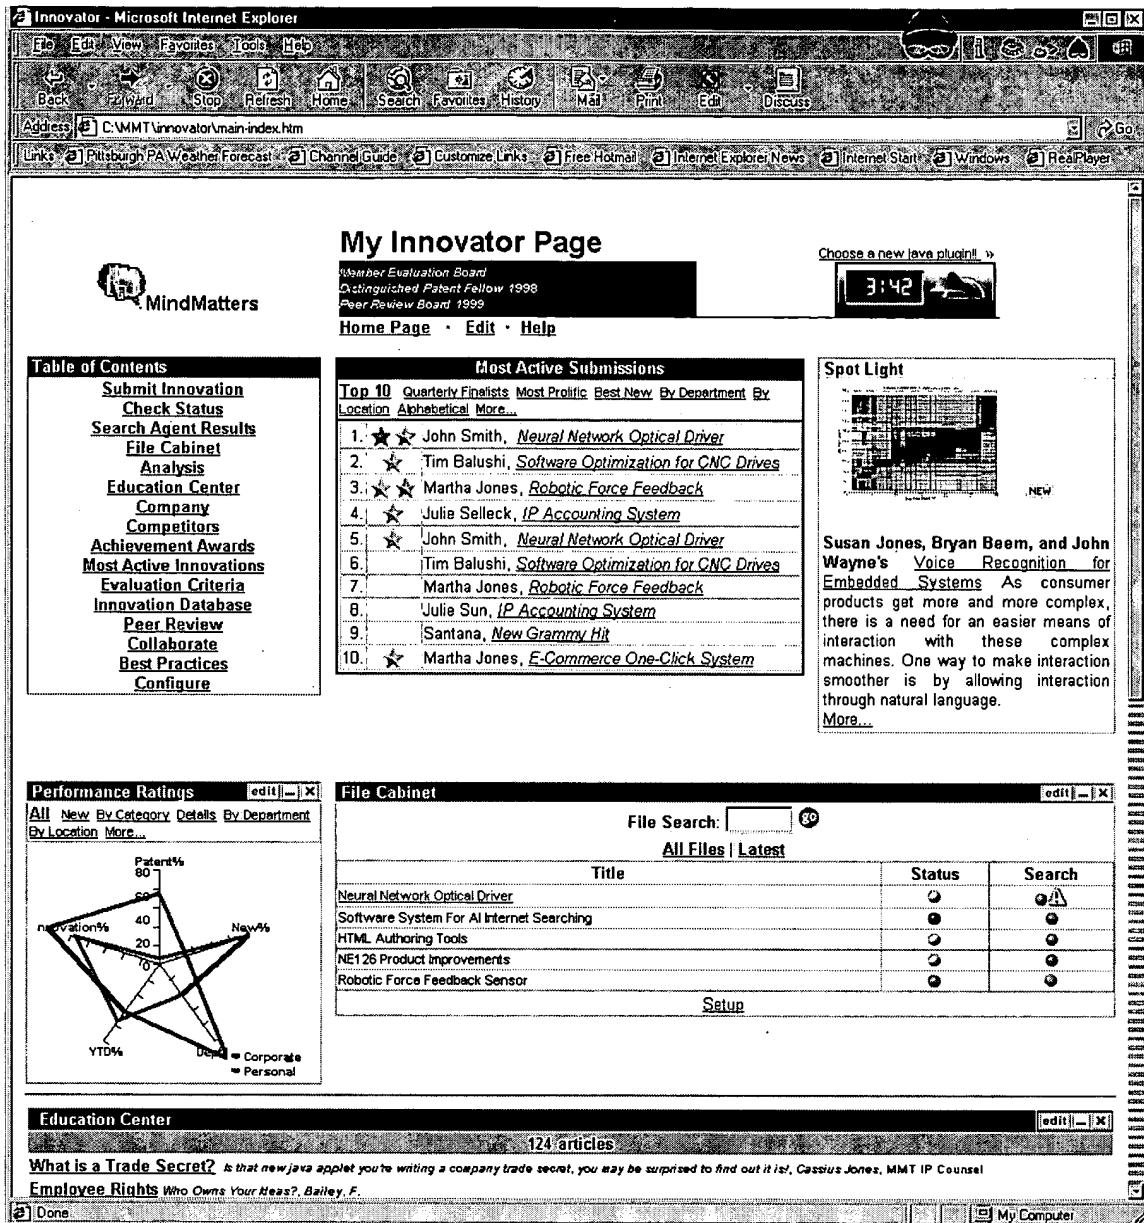 Innovator - Microsoft Internet Explorer
File Edit View Favorites Tools Help
Back Forward Stop Refresh Home Search Favorites History Mail Print Edit Discuss
Address C:\MMT\innovator\main-index.htm Go
Links Pittsburgh PA Weather Forecast Channel Guide Customize Links Free Hotmail Internet Explorer News Internet Start Windows RealPlayer
MindMatters
My Innovator Page
Member Evaluation Board
Distinguished Patent Fellow 1998
Peer Review Board 1999
Home Page · Edit · Help
Choose a new java plugin!! »
3:42
Table of Contents
Submit Innovation
Check Status
Search Agent Results
File Cabinet
Analysis
Education Center
Company
Competitors
Achievement Awards
Most Active Innovations
Evaluation Criteria
Innovation Database
Peer Review
Collaborate
Best Practices
Configure
Most Active Submissions
Top 10 Quarterly Finalists Most Prolific Best New By Department By
Location Alphabetical More...
1. John Smith, Neural Network Optical Driver
2. Tim Balushi, Software Optimization for CNC Drives
3. Martha Jones, Robotic Force Feedback
4. Julie Selleck, IP Accounting System
5. John Smith, Neural Network Optical Driver
6. Tim Balushi, Software Optimization for CNC Drives
7. Martha Jones, Robotic Force Feedback
8. Julie Sun, IP Accounting System
9. Santana, New Grammy Hit
10. Martha Jones, E-Commerce One-Click System
Spot Light
NEW
Susan Jones, Bryan Beem, and John
Wayne's Voice Recognition for
Embedded Systems As consumer
products get more and more complex,
there is a need for an easier means of
interaction with these complex
machines. One way to make interaction
smoother is by allowing interaction
through natural language.
More...
Performance Ratings edit
All New By Category Details By Department
By Location More...
Patent%
80
40
20
0
nnovation%
New%
YTD%
Dept
Corporate
Personal
File Cabinet edit
File Search: go
All Files | Latest
Title Status Search
Neural Network Optical Driver
Software System For AI Internet Searching
HTML Authoring Tools
NE126 Product Improvements
Robotic Force Feedback Sensor
Setup
Education Center edit
124 articles
What is a Trade Secret? Is that new java applet you're writing a company trade secret, you may be surprised to find out it is!, Cassius Jones, MMT IP Counsel
Employee Rights Who Owns Your Ideas?, Bailey, F.
Done My Computer